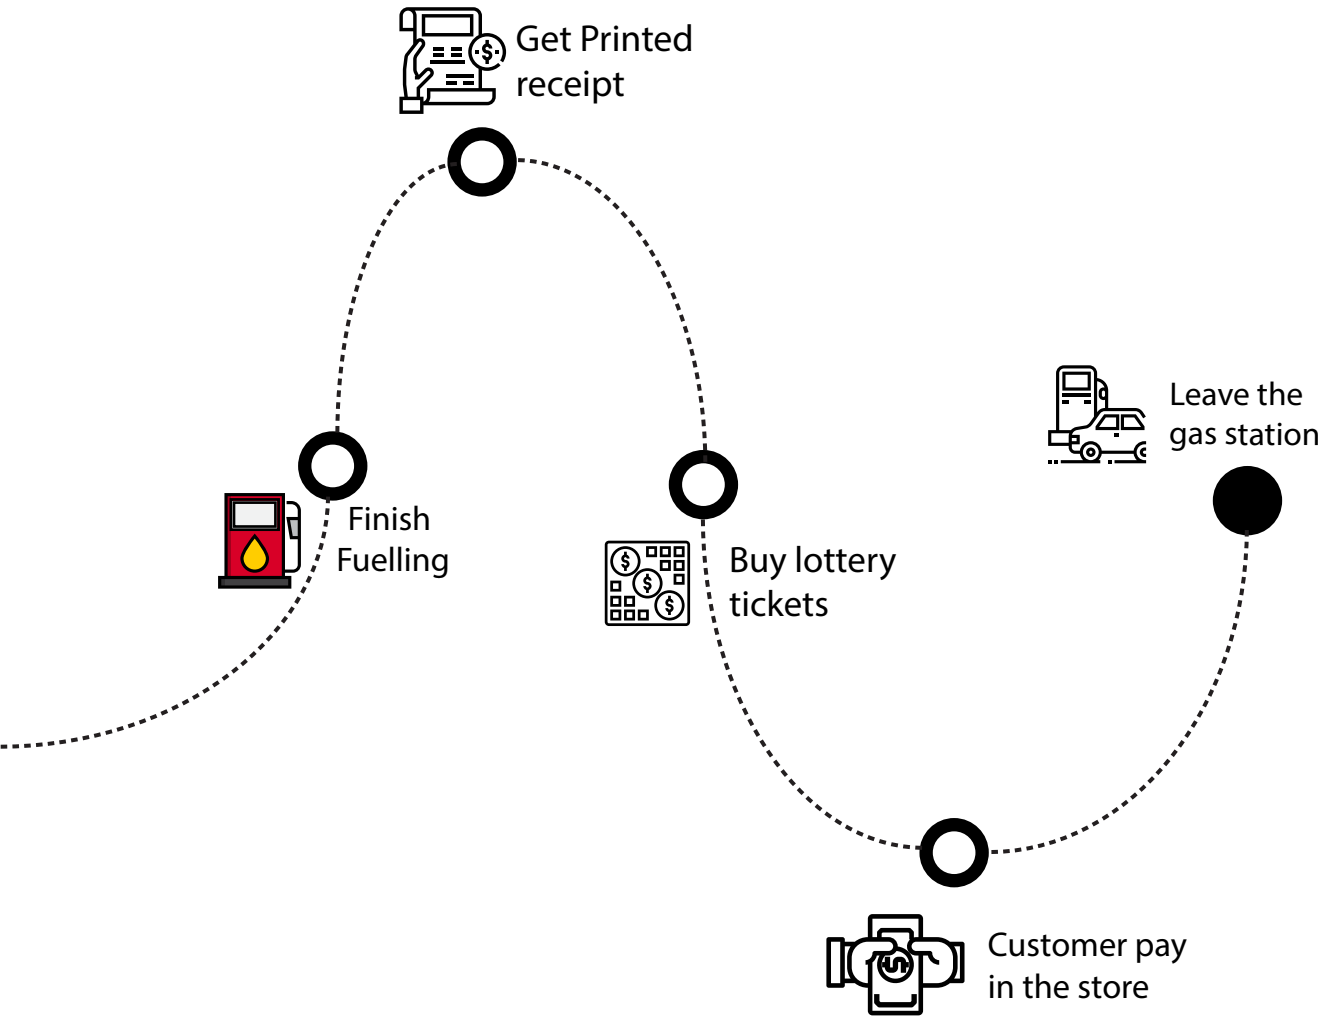 Get Printed
receipt
Finish
Fuelling
Buy lottery
tickets
Leave the
gas station
Customer pay
in the store